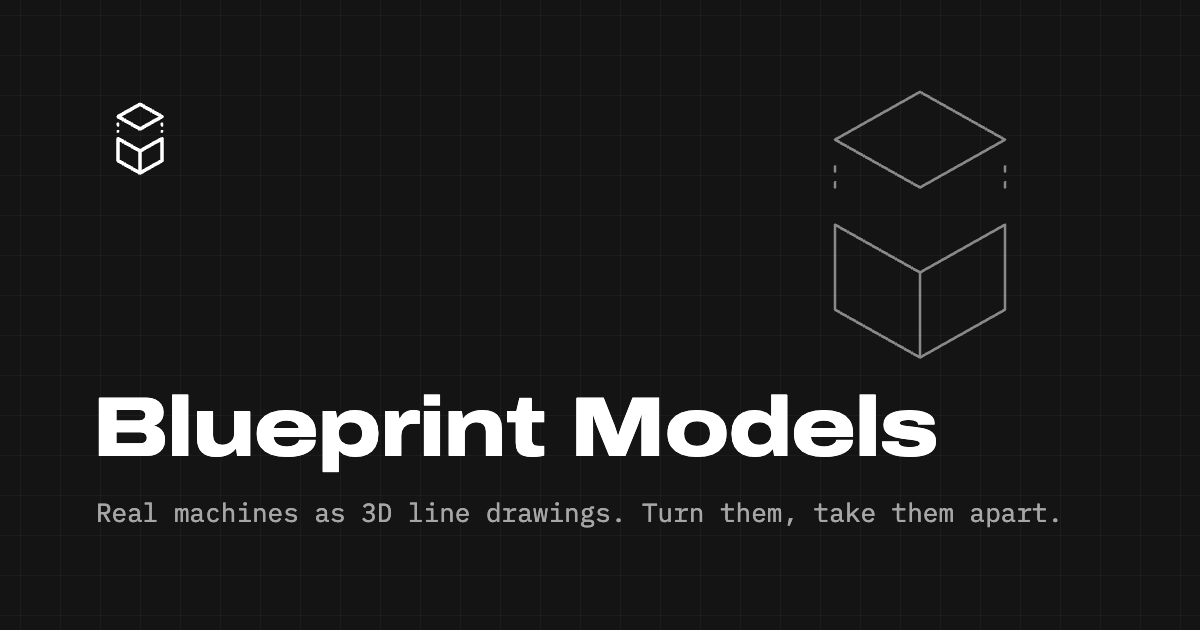 Blueprint Models
Real machines as 3D line drawings. Turn them, take them apart.